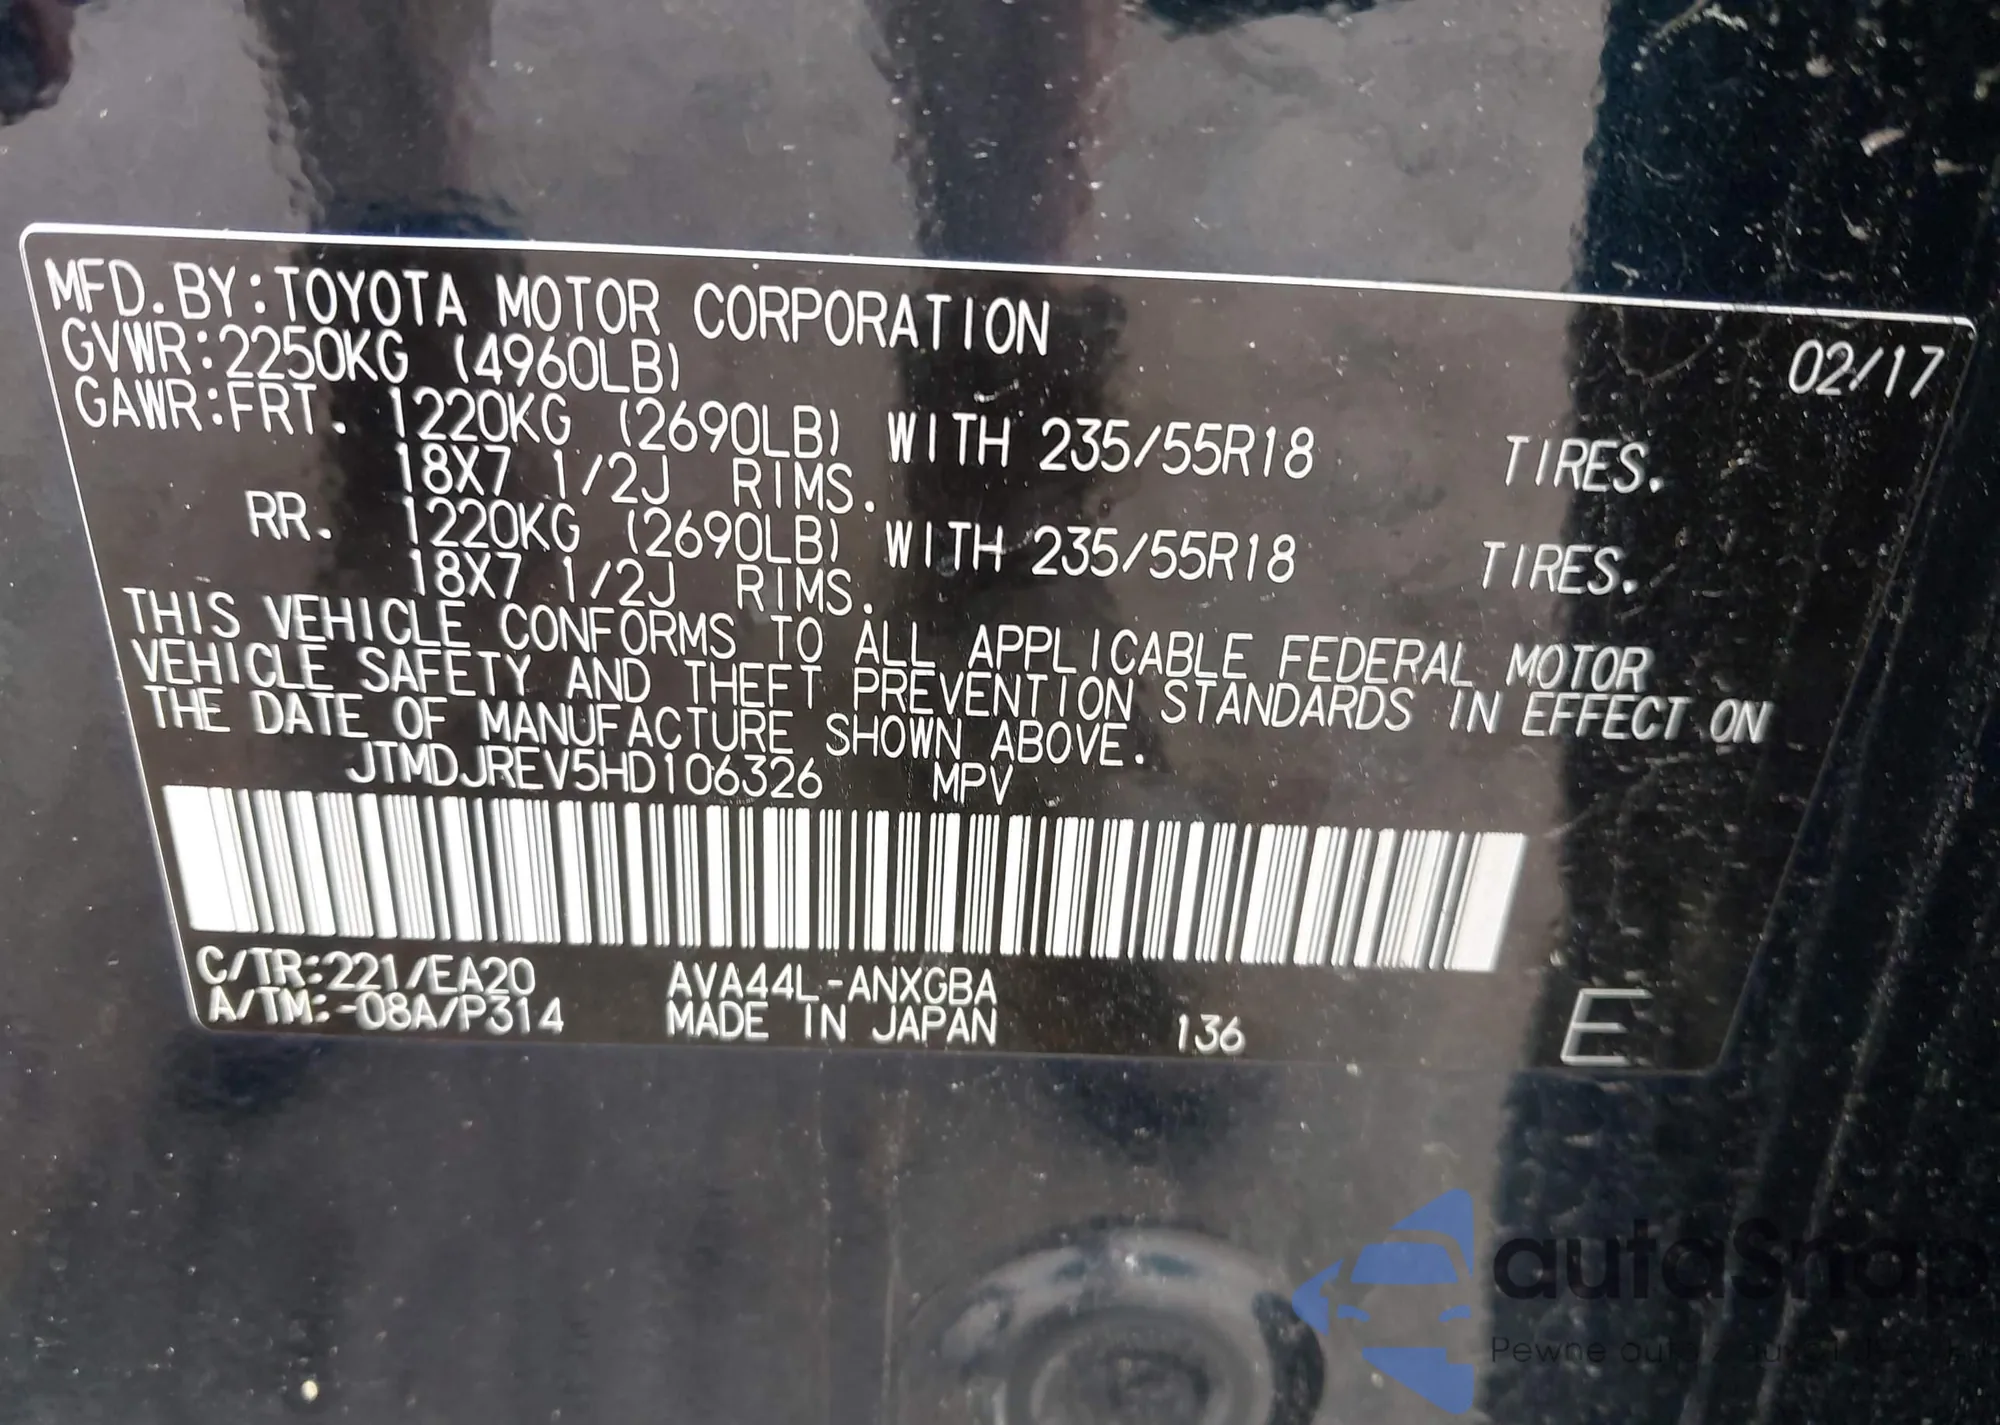 MFD.BY:TOYOTA MOTOR CORPORATION 02/17
GVWR:2250KG (4960LB)
GAWR:FRT. 1220KG (2690LB) WITH 235/55R18 TIRES.
18X7 1/2J RIMS.
RR. 1220KG (2690LB) WITH 235/55R18 TIRES.
18X7 1/2J RIMS.
THIS VEHICLE CONFORMS TO ALL APPLICABLE FEDERAL MOTOR
VEHICLE SAFETY AND THEFT PREVENTION STANDARDS IN EFFECT ON
THE DATE OF MANUFACTURE SHOWN ABOVE.
JTMDJREV5HD106326 MPV
C/TR:221/EA20 AVA44L-ANXGBA
A/TM:-08A/P314 MADE IN JAPAN 136 E
autaSnap
Pewne auta z